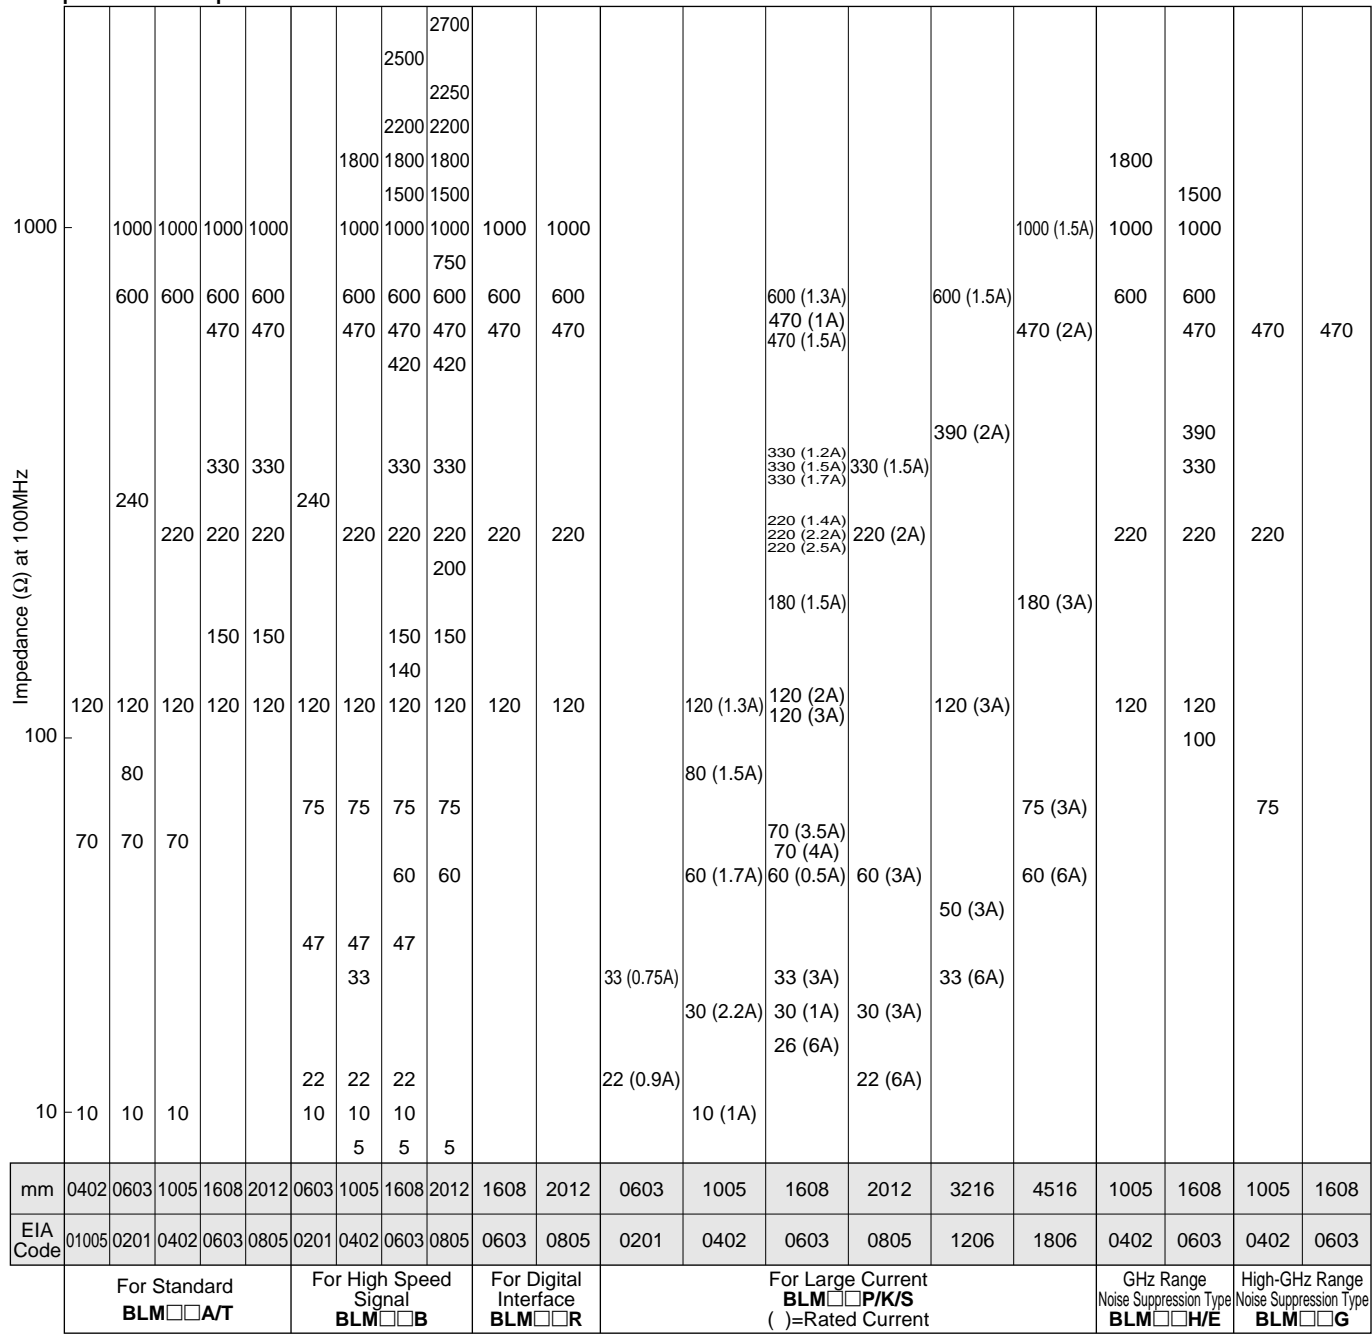 2700
2500
2250
2200 2200
1800 1800 1800 1800
1500 1500 1500
1000 1000 1000 1000 1000 1000 1000 1000 1000 1000 1000 (1.5A) 1000 1000
750
600 600 600 600 600 600 600 600 600 600 (1.3A) 600 (1.5A) 600 600
470 (1A)
470 470 470 470 470 470 470 470 (1.5A) 470 (2A) 470 470 470
420 420
390 (2A) 390
330 (1.2A)
330 330 330 330 330 (1.5A) 330 (1.5A) 330
330 (1.7A)
240 240
220 (1.4A)
220 220 220 220 220 220 220 220 220 (2.2A) 220 (2A) 220 220 220
220 (2.5A)
200
180 (1.5A) 180 (3A)
150 150 150 150
140
120 (2A)
120 120 120 120 120 120 120 120 120 120 120 120 (1.3A) 120 (3A) 120 (3A) 120 120
100 100
80 80 (1.5A)
75 75 75 75 75 (3A) 75
70 70 70 70 (3.5A)
70 (4A)
60 60 60 (1.7A) 60 (0.5A) 60 (3A) 60 (6A)
50 (3A)
47 47 47
33 33 (0.75A) 33 (3A) 33 (6A)
30 (2.2A) 30 (1A) 30 (3A)
26 (6A)
22 22 22 22 (0.9A) 22 (6A)
10 10 10 10 10 10 10 10 (1A)
5 5 5
Impedance (Ω) at 100MHz
mm 0402 0603 1005 1608 2012 0603 1005 1608 2012 1608 2012 0603 1005 1608 2012 3216 4516 1005 1608 1005 1608
EIA Code 01005 0201 0402 0603 0805 0201 0402 0603 0805 0603 0805 0201 0402 0603 0805 1206 1806 0402 0603 0402 0603
For Standard
BLM□□A/T
For High Speed
Signal
BLM□□B
For Digital
Interface
BLM□□R
For Large Current
BLM□□P/K/S
( )=Rated Current
GHz Range
Noise Suppression Type
BLM□□H/E
High-GHz Range
Noise Suppression Type
BLM□□G